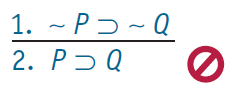 1. ~ P ⊃ ~ Q
2. P ⊃ Q